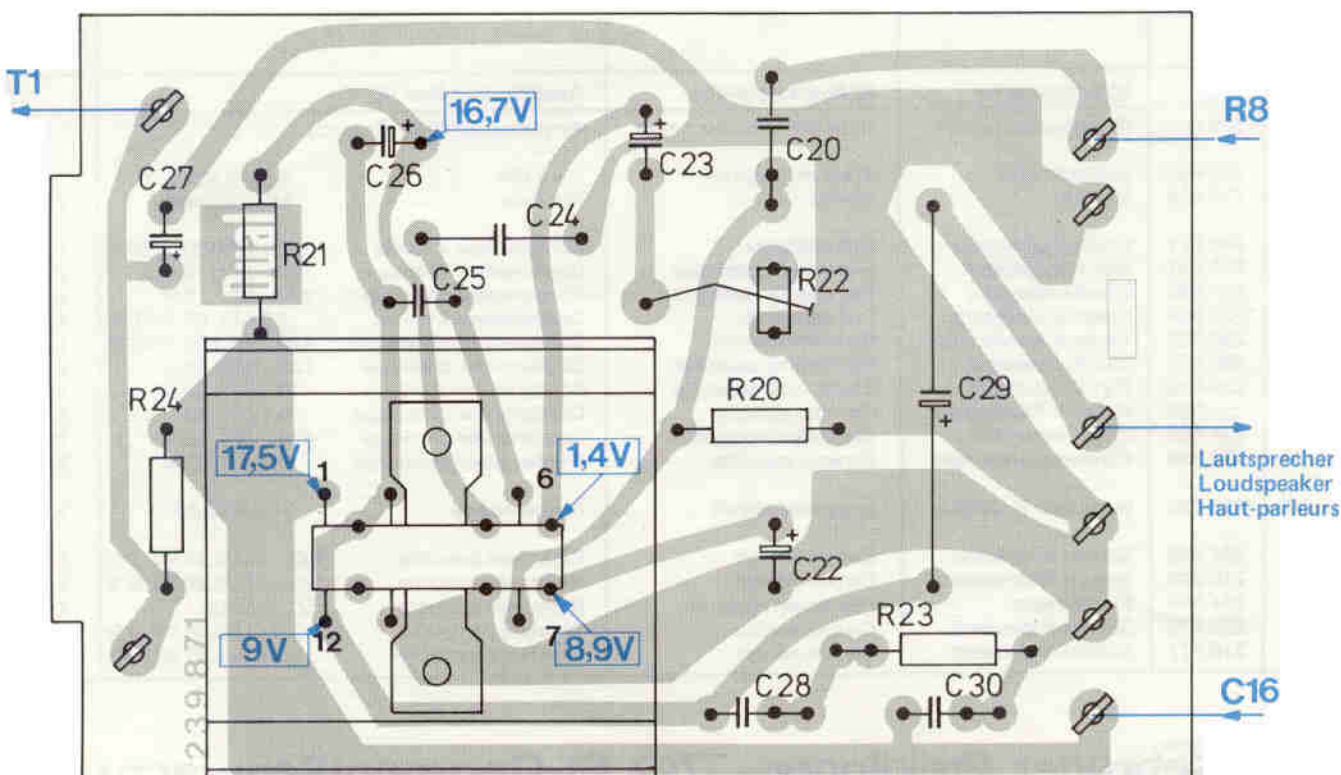 T1
16,7V
R8
C27
C26
C23
C20
C24
R21
C25
R22
R24
R20
C29
17,5V
1
6
1,4V
Lautsprecher
Loudspeaker
Haut-parleurs
C22
R23
9V
12
7
8,9V
C28
C30
C16
239 871